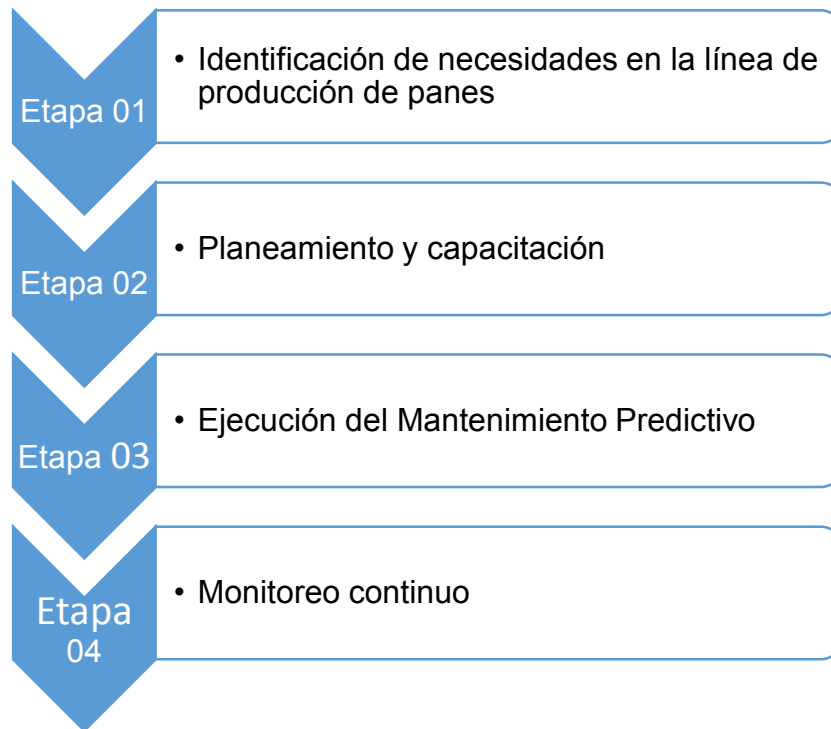 Etapa 01
• Identificación de necesidades en la línea de
producción de panes
Etapa 02
• Planeamiento y capacitación
Etapa 03
• Ejecución del Mantenimiento Predictivo
Etapa
04
• Monitoreo continuo